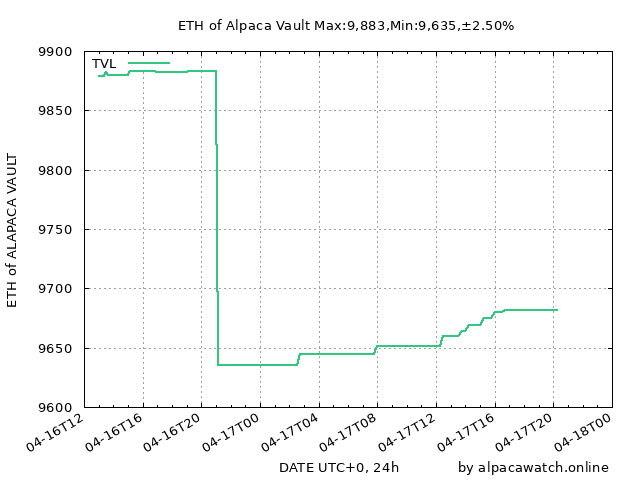 ETH of Alpaca Vault Max:9,883,Min:9,635,±2.50%
TVL
9900
9850
9800
9750
9700
9650
9600
ETH of ALAPACA VAULT
04-16T12
04-16T16
04-16T20
04-17T00
04-17T04
04-17T08
04-17T12
04-17T16
04-17T20
04-18T00
DATE UTC+0, 24h
by alpacawatch.online